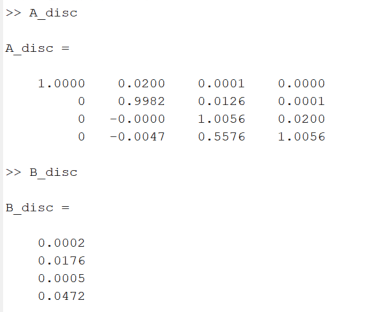 >> A_disc
A_disc =
1.0000 0.0200 0.0001 0.0000
0 0.9982 0.0126 0.0001
0 -0.0000 1.0056 0.0200
0 -0.0047 0.5576 1.0056
>> B_disc
B_disc =
0.0002
0.0176
0.0005
0.0472